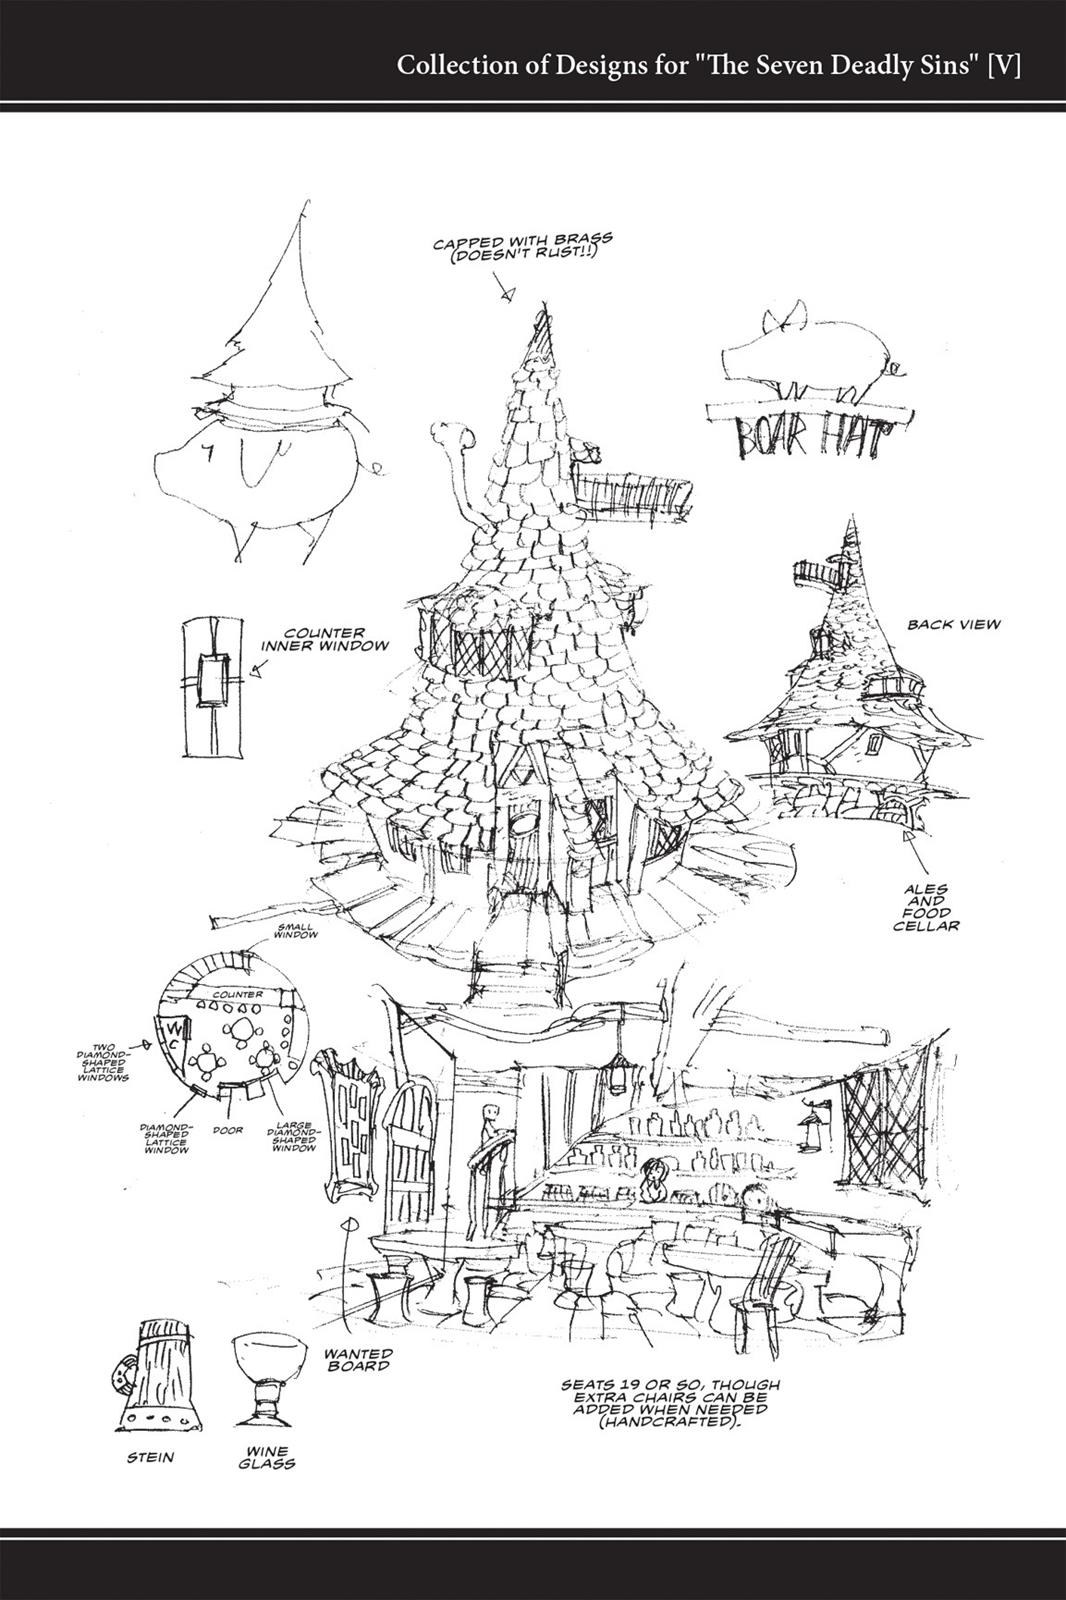 Collection of Designs for "The Seven Deadly Sins" [V]
CAPPED WITH BRASS
(DOESN'T RUST!!)
BOAR HAT
COUNTER
INNER WINDOW
BACK VIEW
ALES
AND
FOOD
CELLAR
SMALL
WINDOW
COUNTER
WC
TWO
DIAMOND-
SHAPED
LATTICE
WINDOWS
DIAMOND-
SHAPED
LATTICE
WINDOW
DOOR
LARGE
DIAMOND-
SHAPED
WINDOW
WANTED
BOARD
SEATS 19 OR SO, THOUGH
EXTRA CHAIRS CAN BE
ADDED WHEN NEEDED
(HANDCRAFTED).
STEIN
WINE
GLASS